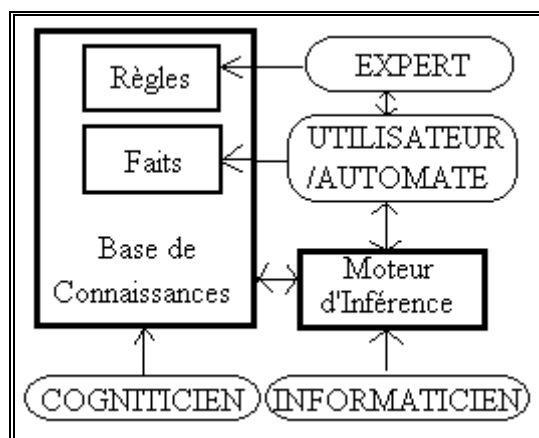 Règles
EXPERT
Faits
UTILISATEUR
/AUTOMATE
Base de
Connaissances
Moteur
d'Inférence
COGNITICIEN
INFORMATICIEN